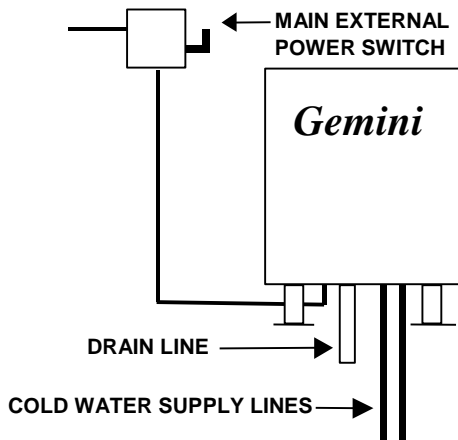 MAIN EXTERNAL
POWER SWITCH
Gemini
DRAIN LINE
COLD WATER SUPPLY LINES